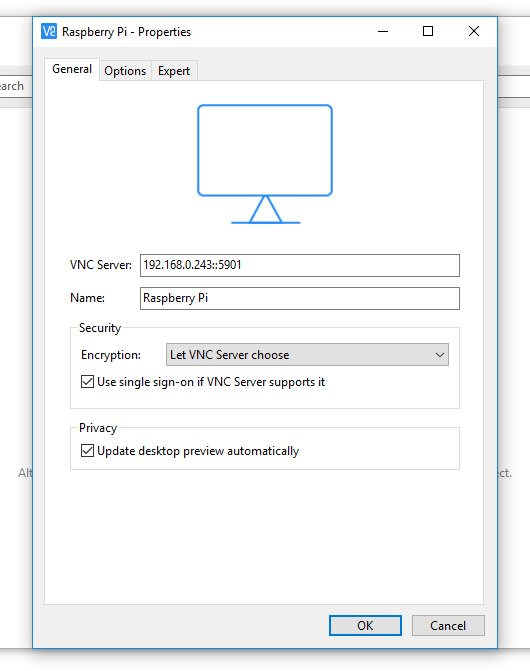 Raspberry Pi - Properties
General Options Expert
earch
VNC Server: 192.168.0.243::5901
Name: Raspberry Pi
Security
Encryption: Let VNC Server choose
Use single sign-on if VNC Server supports it
Privacy
Update desktop preview automatically
Alt
ect.
OK Cancel